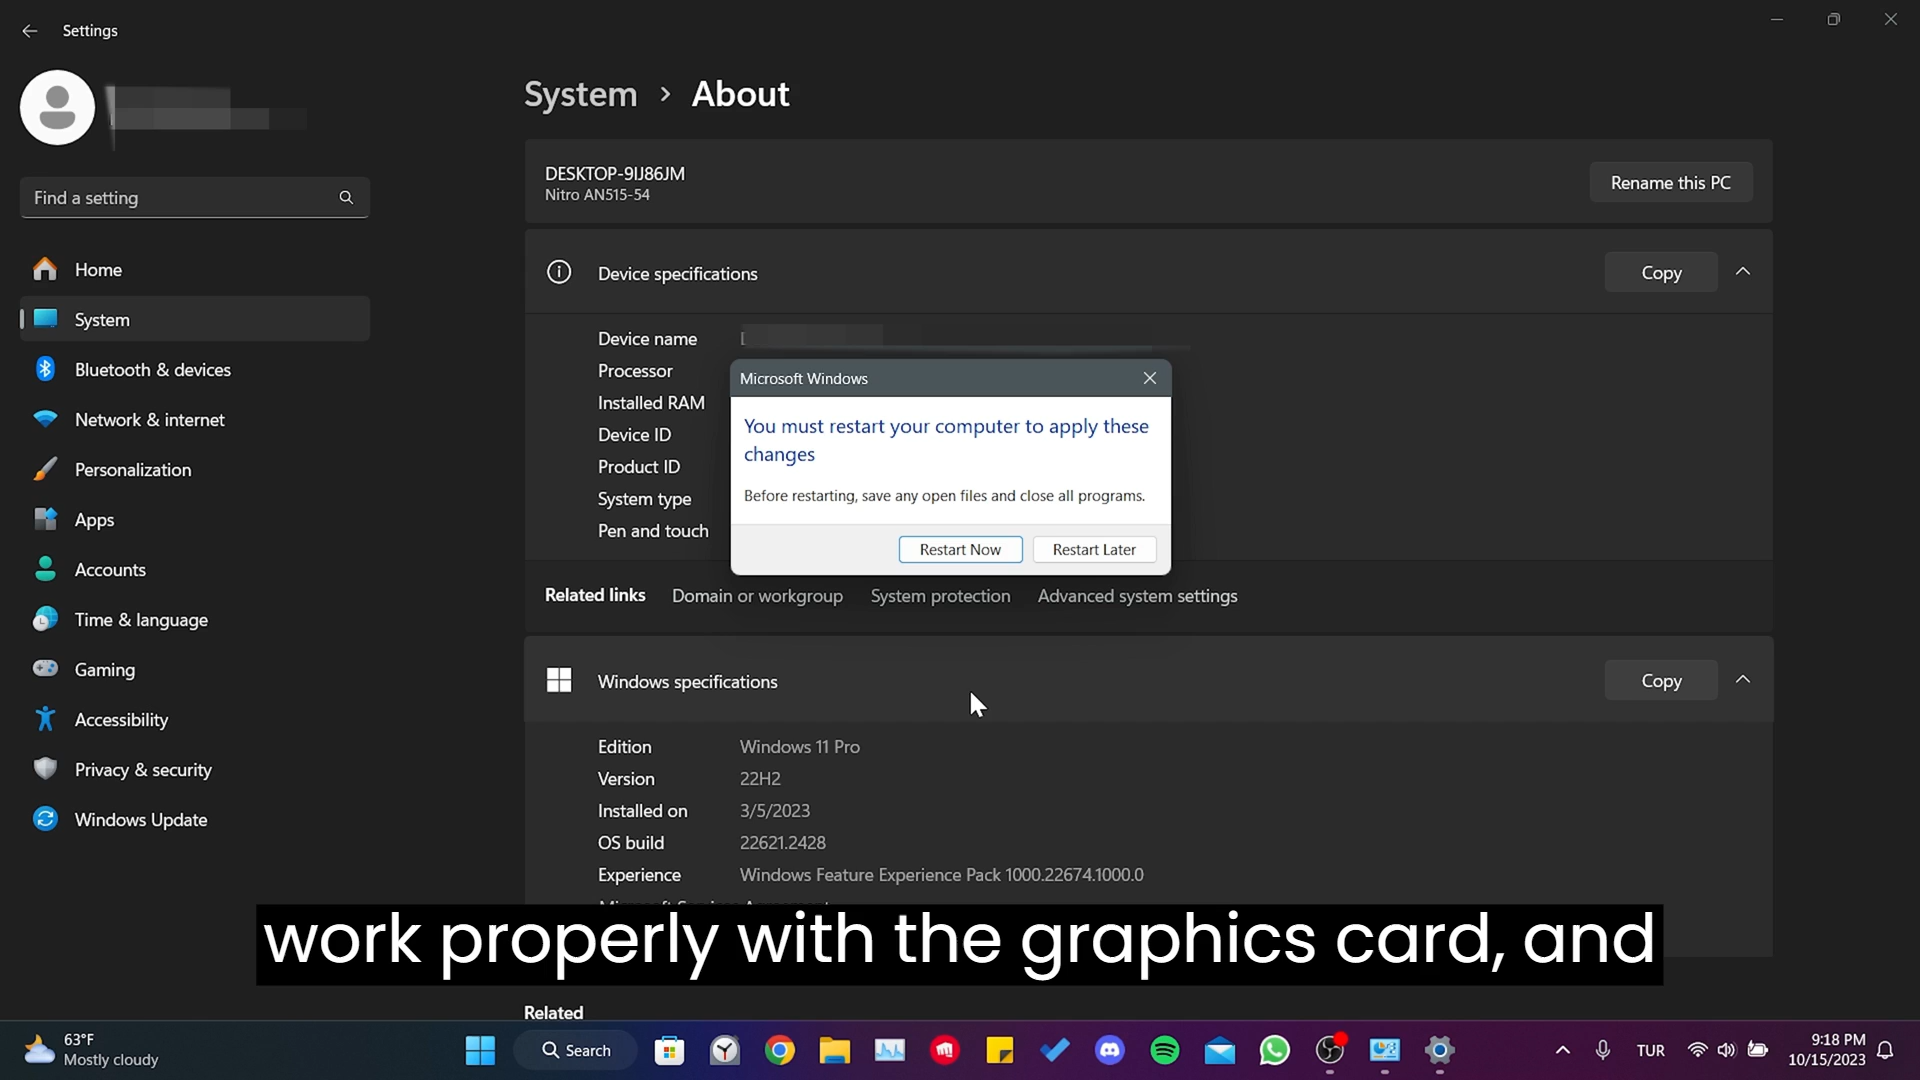 Settings
System > About
DESKTOP-9IJ86JM
Nitro AN515-54
Rename this PC
Find a setting
Home
System
Bluetooth & devices
Network & internet
Personalization
Apps
Accounts
Time & language
Gaming
Accessibility
Privacy & security
Windows Update
Device specifications
Copy
Device name
Processor
Installed RAM
Device ID
Product ID
System type
Pen and touch
Microsoft Windows
You must restart your computer to apply these
changes
Before restarting, save any open files and close all programs.
Restart Now
Restart Later
Related links Domain or workgroup System protection Advanced system settings
Windows specifications
Copy
Edition Windows 11 Pro
Version 22H2
Installed on 3/5/2023
OS build 22621.2428
Experience Windows Feature Experience Pack 1000.22674.1000.0
work properly with the graphics card, and
Related
63°F
Mostly cloudy
Search
TUR
9:18 PM
10/15/2023